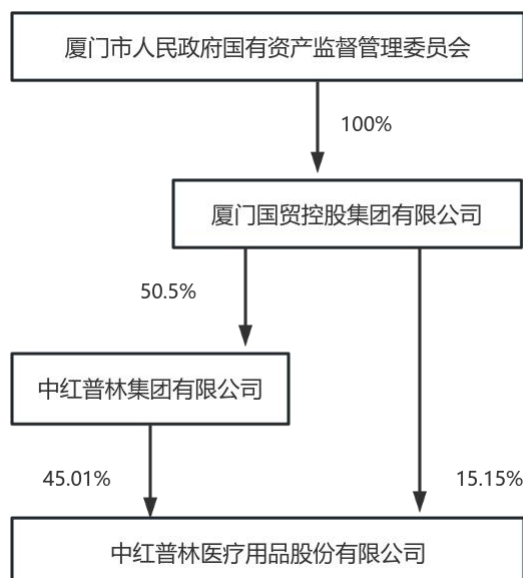 厦门市人民政府国有资产监督管理委员会
100%
厦门国贸控股集团有限公司
50.5%
中红普林集团有限公司
45.01%
15.15%
中红普林医疗用品股份有限公司